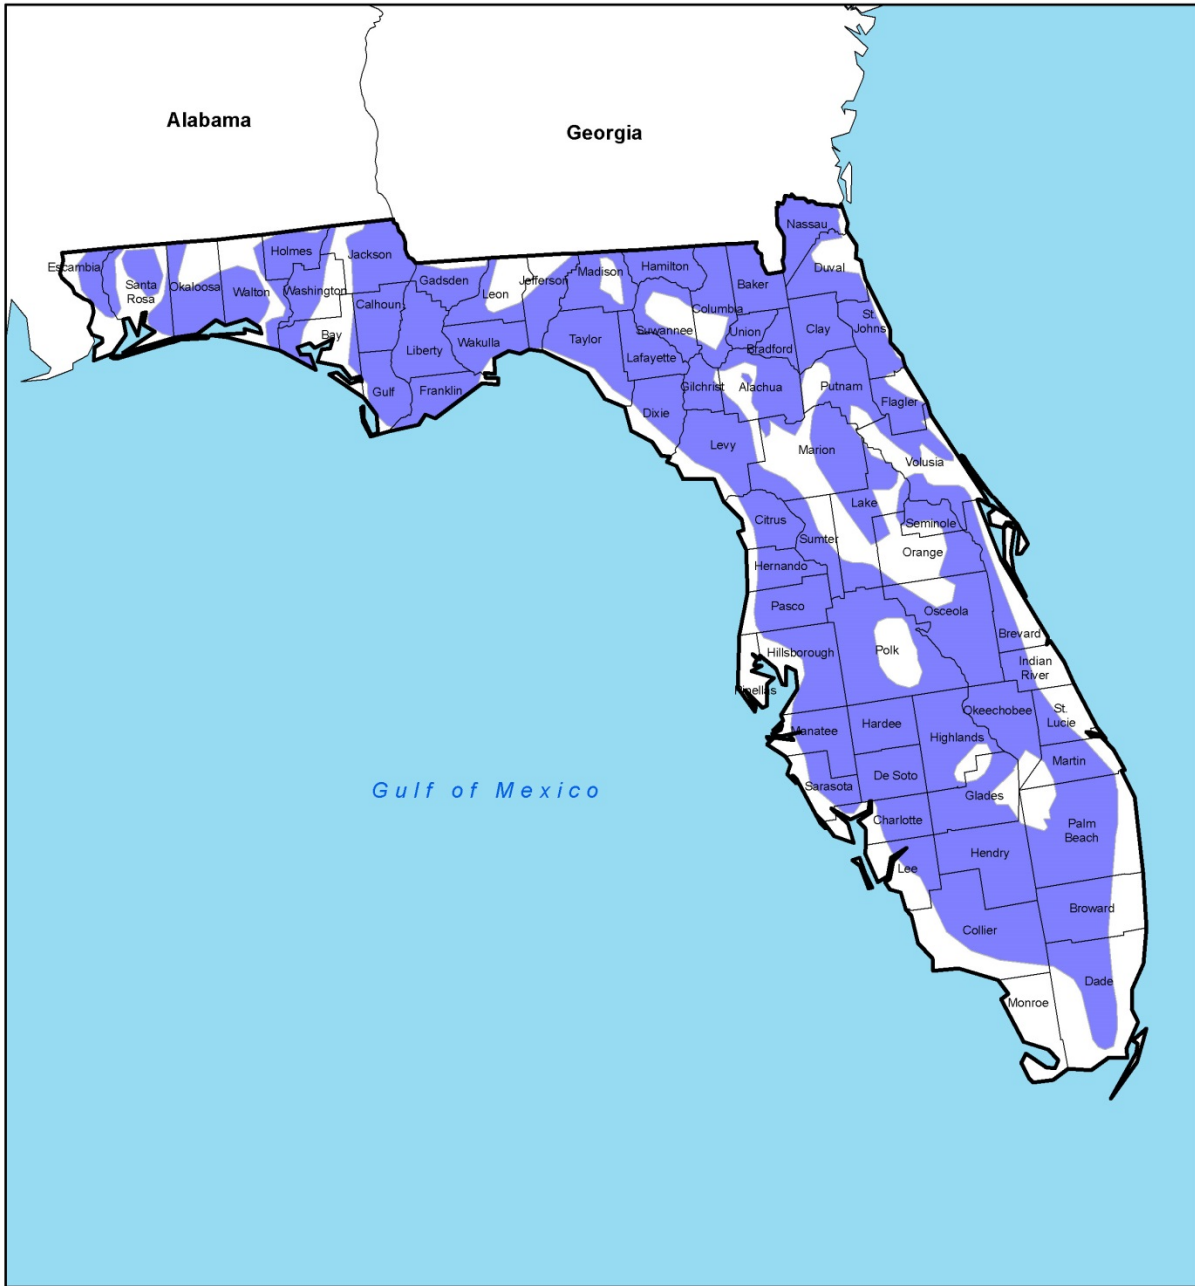 Alabama
Georgia
Nassau
Duval
Escambia
Santa
Rosa
Okaloosa
Walton
Holmes
Washington
Jackson
Bay
Calhoun
Gulf
Gadsden
Liberty
Franklin
Leon
Wakulla
Jefferson
Madison
Taylor
Hamilton
Suwannee
Lafayette
Dixie
Columbia
Baker
Union
Bradford
Gilchrist
Alachua
Clay
St.
Johns
Putnam
Flagler
Levy
Marion
Volusia
Citrus
Sumter
Lake
Seminole
Orange
Hernando
Pasco
Osceola
Hillsborough
Pinellas
Polk
Brevard
Indian
River
Manatee
Hardee
Highlands
Okeechobee
St.
Lucie
Sarasota
De Soto
Glades
Martin
Charlotte
Lee
Hendry
Palm
Beach
Collier
Broward
Monroe
Dade
Gulf of Mexico